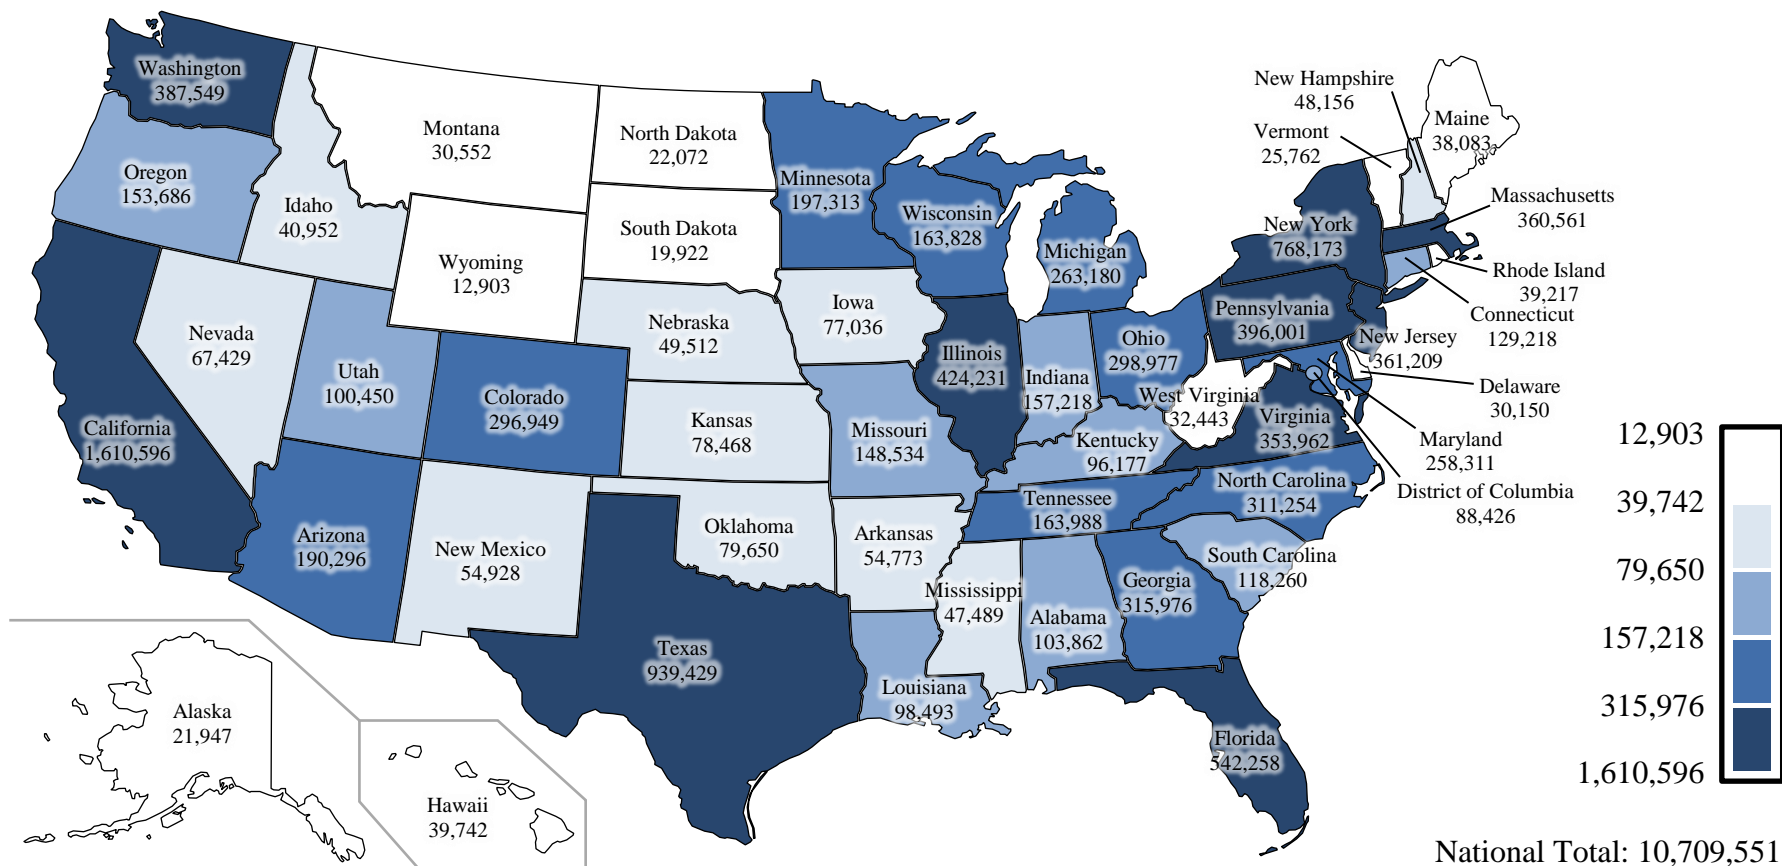 Washington
387,549
Montana
30,552
North Dakota
22,072
Minnesota
197,313
New Hampshire
48,156
Vermont
25,762
Maine
38,083
Oregon
153,686
Idaho
40,952
South Dakota
19,922
Wisconsin
163,828
Michigan
263,180
New York
768,173
Massachusetts
360,561
Wyoming
12,903
Rhode Island
39,217
Connecticut
129,218
Nevada
67,429
Nebraska
49,512
Iowa
77,036
Pennsylvania
396,001
New Jersey
361,209
Utah
100,450
Colorado
296,949
Illinois
424,231
Indiana
157,218
Ohio
298,977
West Virginia
32,443
Delaware
30,150
California
1,610,596
Kansas
78,468
Missouri
148,534
Kentucky
96,177
Virginia
353,962
Maryland
258,311
District of Columbia
88,426
Arizona
190,296
New Mexico
54,928
Oklahoma
79,650
Arkansas
54,773
Tennessee
163,988
North Carolina
311,254
South Carolina
118,260
Mississippi
47,489
Alabama
103,862
Georgia
315,976
Texas
939,429
Louisiana
98,493
Florida
542,258
Alaska
21,947
Hawaii
39,742
12,903
39,742
79,650
157,218
315,976
1,610,596
National Total: 10,709,551